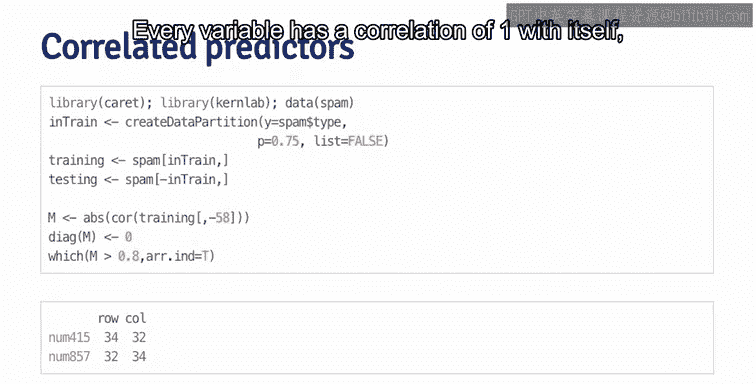 Every variable has a correlation of 1 with itself,
Correlated predictors
library(caret); library(kernlab); data(spam)
inTrain <- createDataPartition(y=spam$type,
p=0.75, list=FALSE)
training <- spam[inTrain,]
testing <- spam[-inTrain,]
M <- abs(cor(training[,-58]))
diag(M) <- 0
which(M > 0.8,arr.ind=T)
row col
num415 34 32
num857 32 34